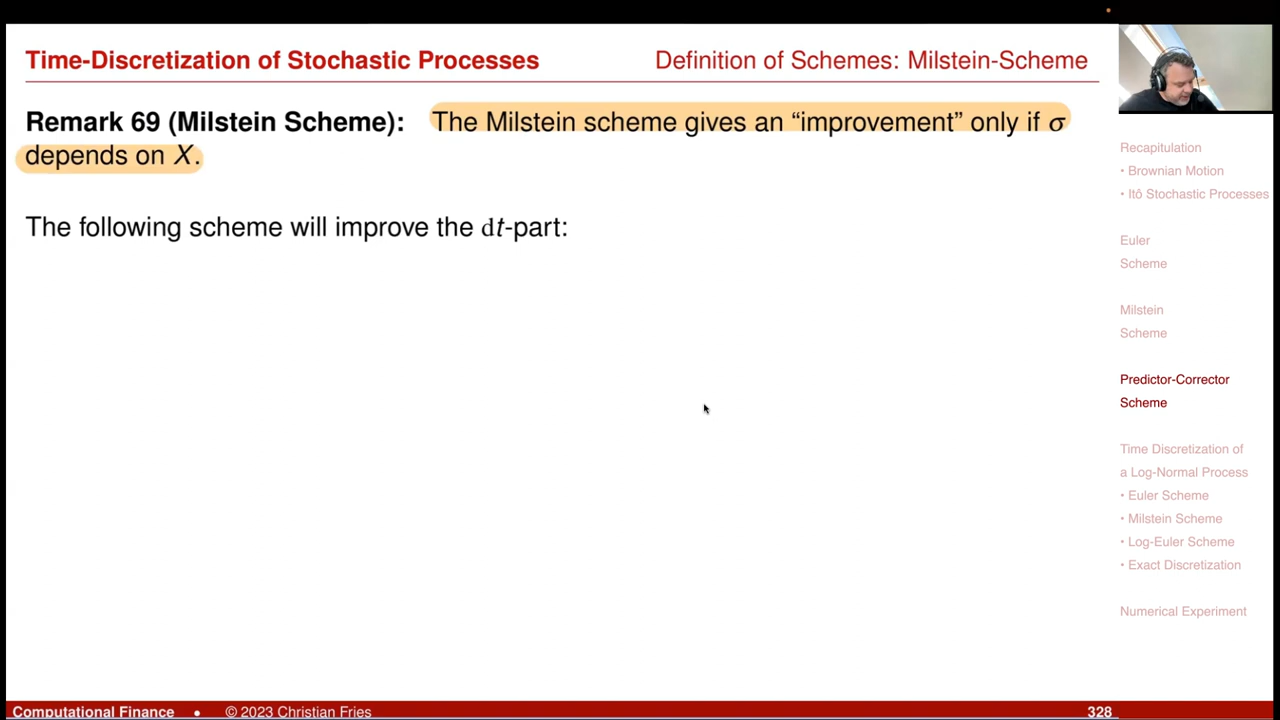 Time-Discretization of Stochastic Processes
Definition of Schemes: Milstein-Scheme
Remark 69 (Milstein Scheme): The Milstein scheme gives an “improvement” only if σ
depends on X.
The following scheme will improve the dt-part:
Recapitulation
• Brownian Motion
• Itô Stochastic Processes
Euler
Scheme
Milstein
Scheme
Predictor-Corrector
Scheme
Time Discretization of
a Log-Normal Process
• Euler Scheme
• Milstein Scheme
• Log-Euler Scheme
• Exact Discretization
Numerical Experiment
Computational Finance • © 2023 Christian Fries 328